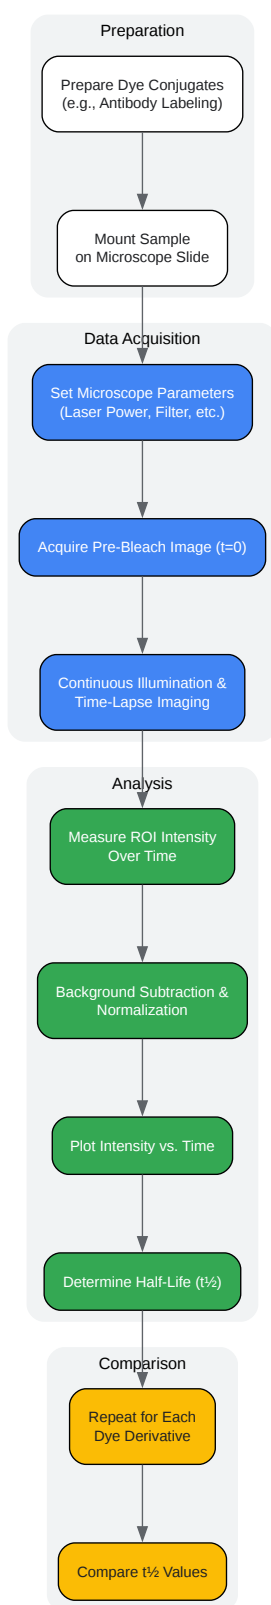 Preparation
Prepare Dye Conjugates
(e.g., Antibody Labeling)
Mount Sample
on Microscope Slide
Data Acquisition
Set Microscope Parameters
(Laser Power, Filter, etc.)
Acquire Pre-Bleach Image (t=0)
Continuous Illumination &
Time-Lapse Imaging
Analysis
Measure ROI Intensity
Over Time
Background Subtraction &
Normalization
Plot Intensity vs. Time
Determine Half-Life (t½)
Comparison
Repeat for Each
Dye Derivative
Compare t½ Values